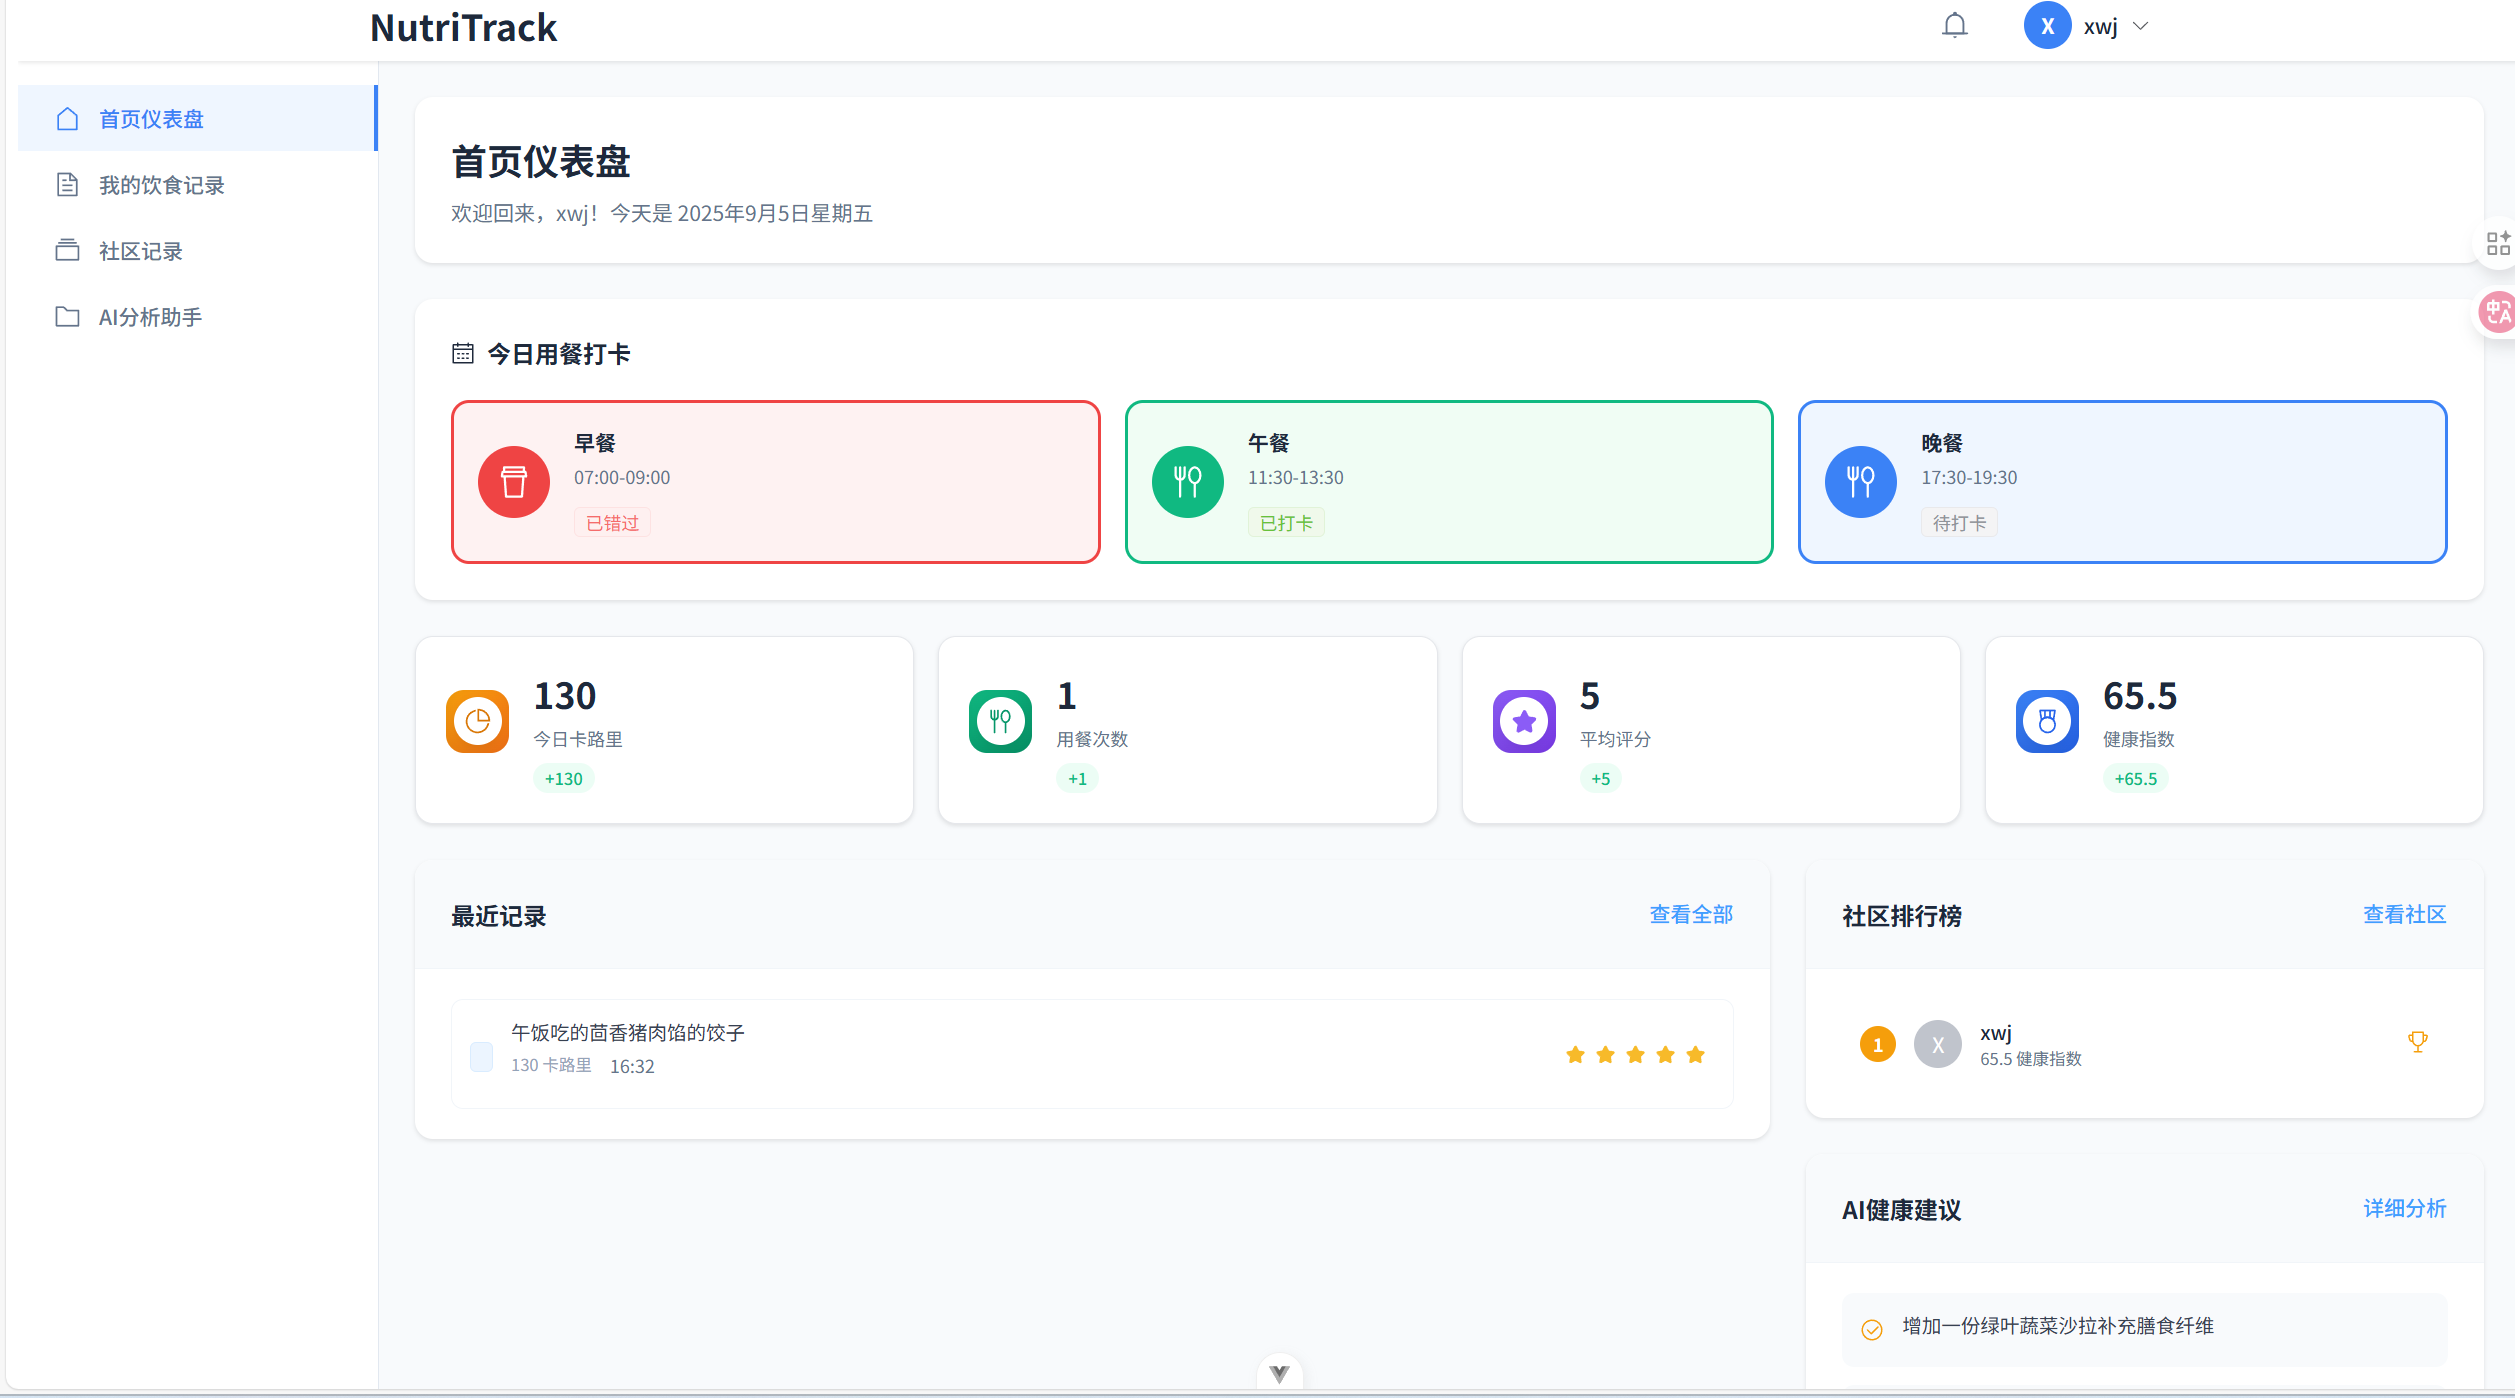 NutriTrack
X xwj
首页仪表盘
我的饮食记录
社区记录
AI分析助手
首页仪表盘
欢迎回来，xwj！今天是 2025年9月5日星期五
今日用餐打卡
早餐
07:00-09:00
已错过
午餐
11:30-13:30
已打卡
晚餐
17:30-19:30
待打卡
130
今日卡路里
+130
1
用餐次数
+1
5
平均评分
+5
65.5
健康指数
+65.5
最近记录
查看全部
午饭吃的茴香猪肉馅的饺子
130 卡路里 16:32
社区排行榜
查看社区
1
X
xwj
65.5 健康指数
AI健康建议
详细分析
增加一份绿叶蔬菜沙拉补充膳食纤维
中A